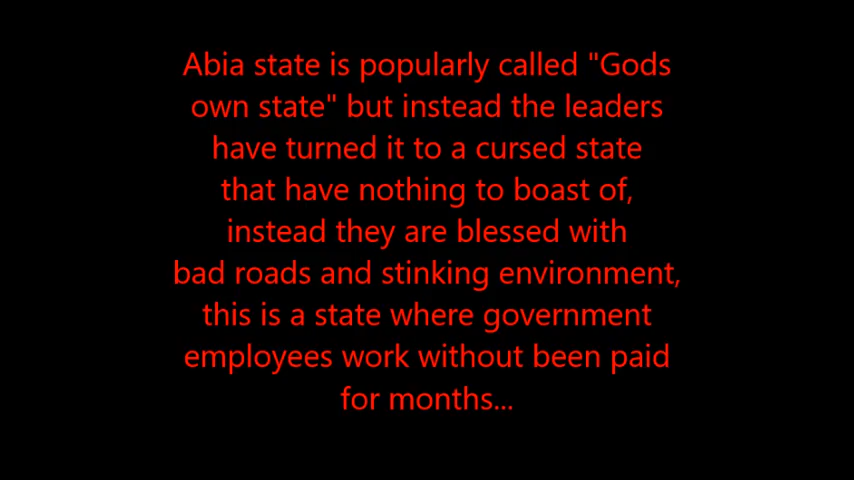 Abia state is popularly called "Gods
own state" but instead the leaders
have turned it to a cursed state
that have nothing to boast of,
instead they are blessed with
bad roads and stinking environment,
this is a state where government
employees work without been paid
for months...